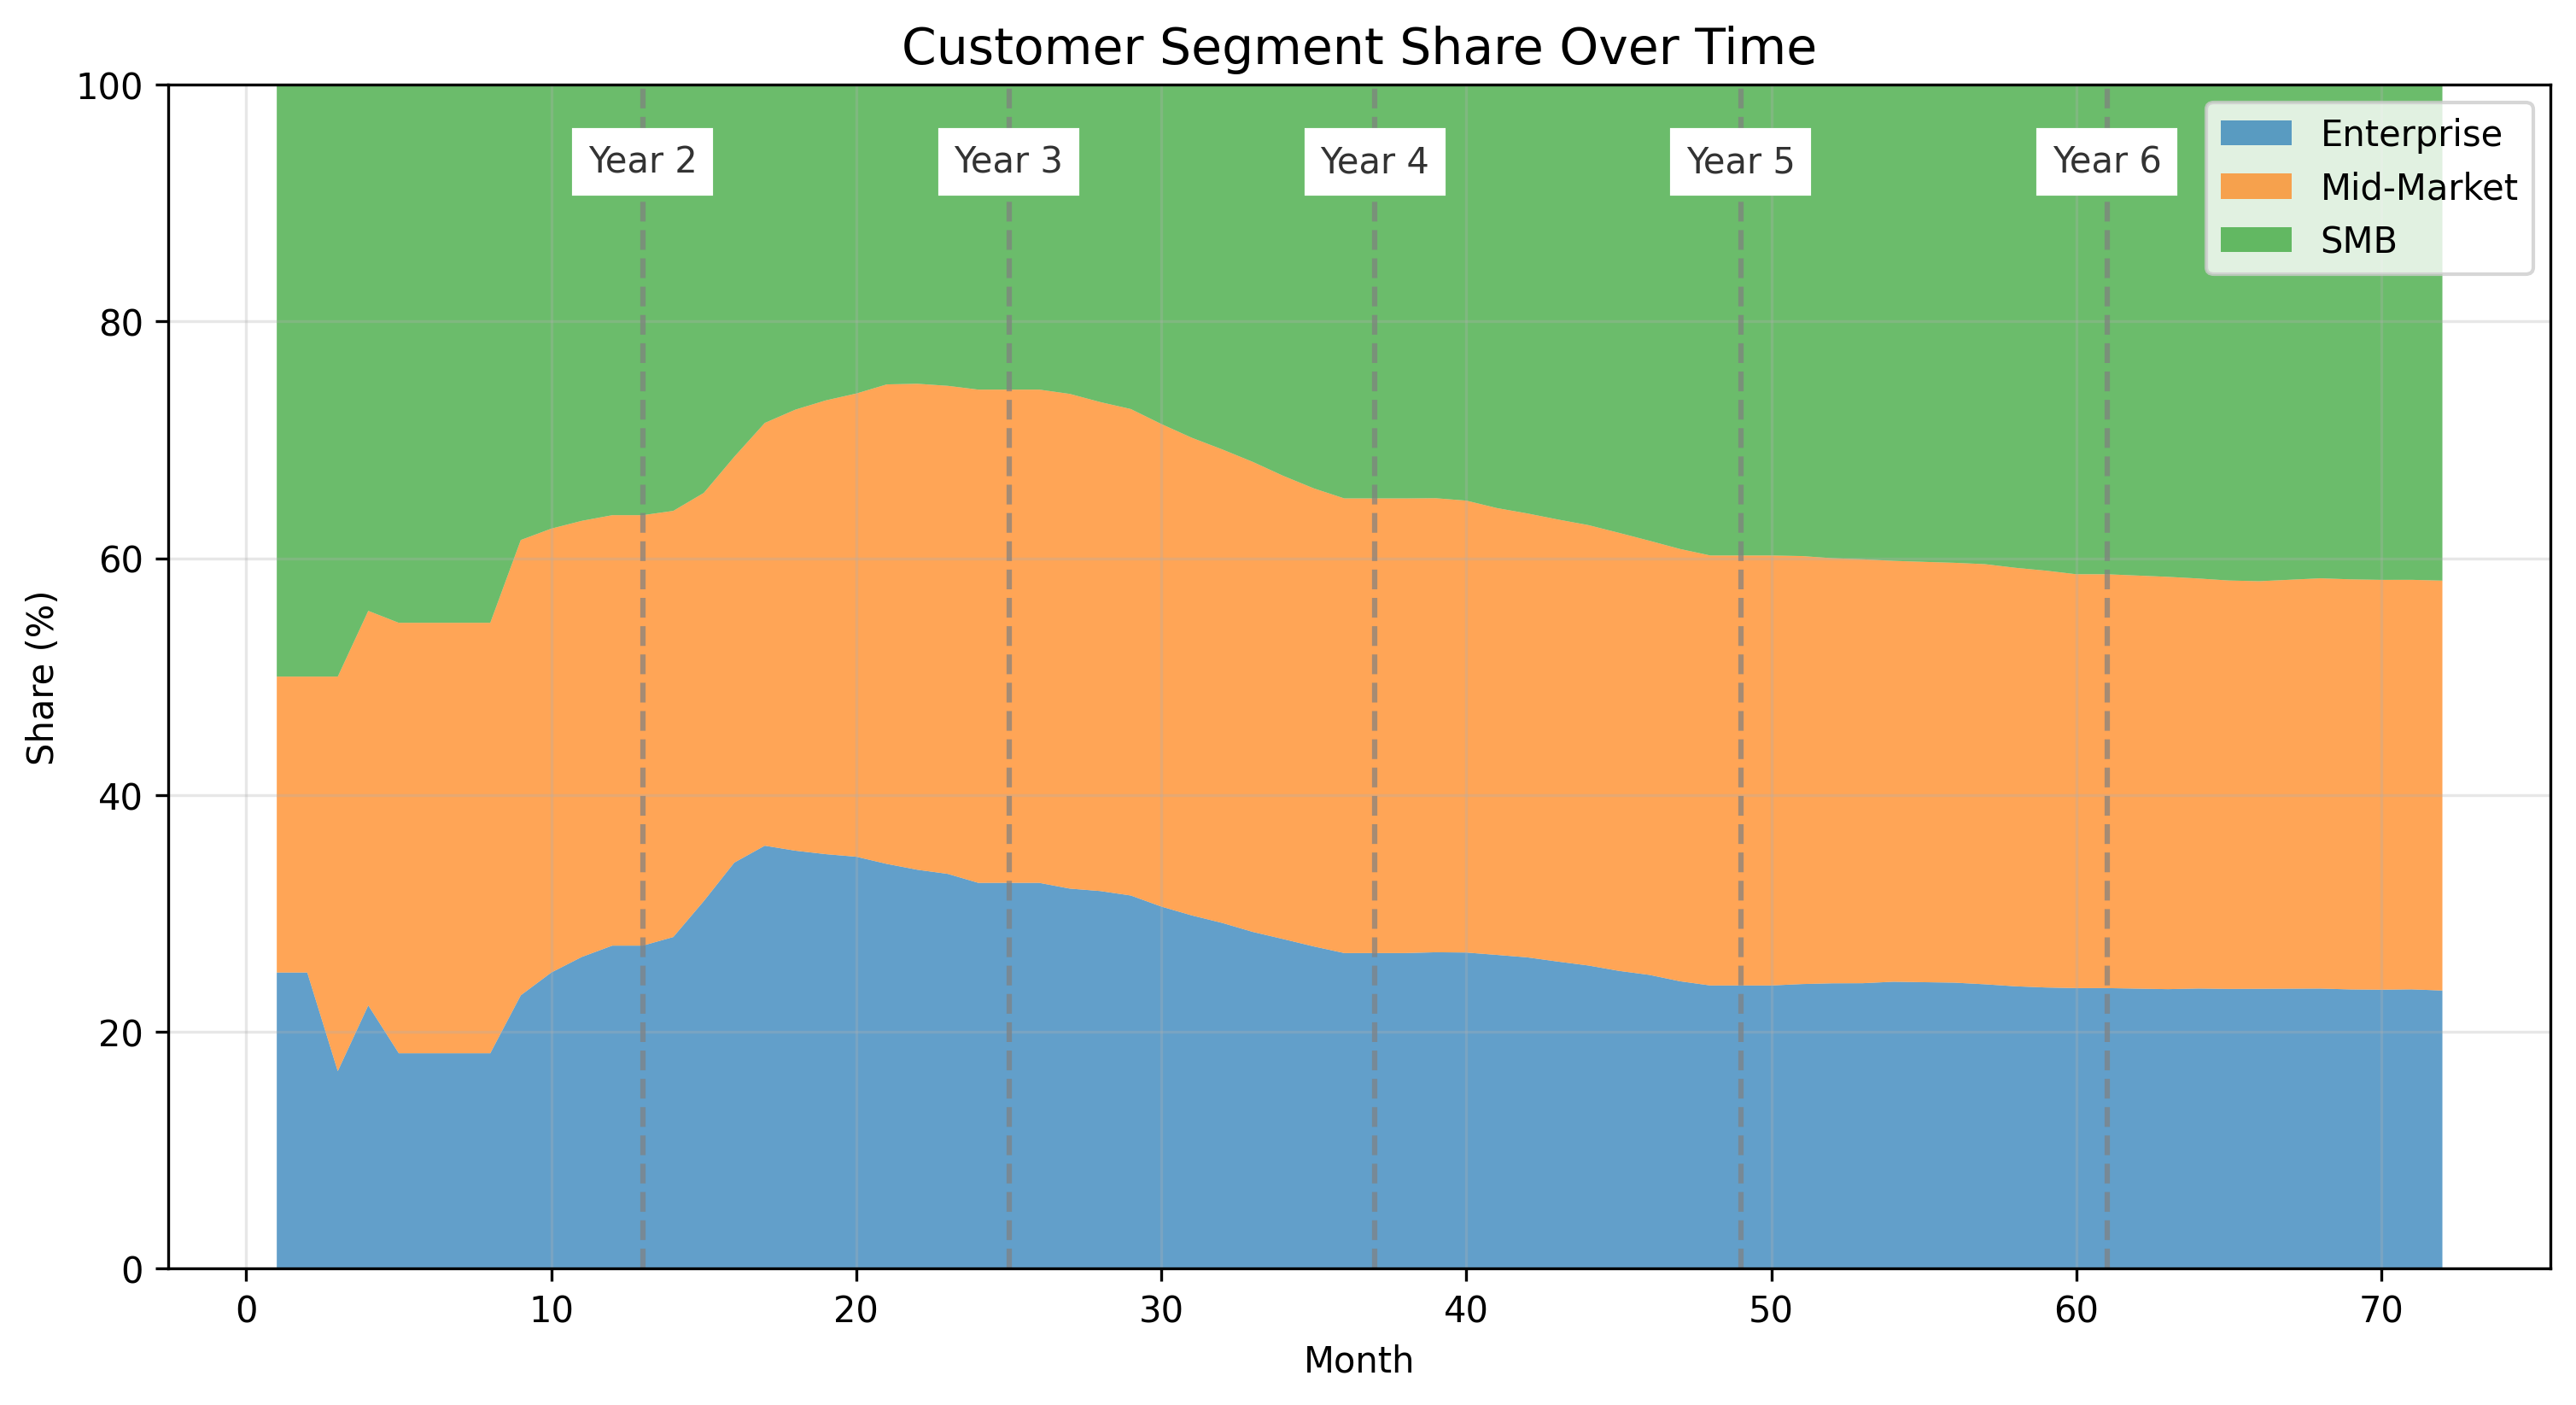 Customer Segment Share Over Time
100
80
60
40
20
0
Share (%)
Year 2
Year 3
Year 4
Year 5
Year 6
Enterprise
Mid-Market
SMB
0
10
20
30
40
50
60
70
Month